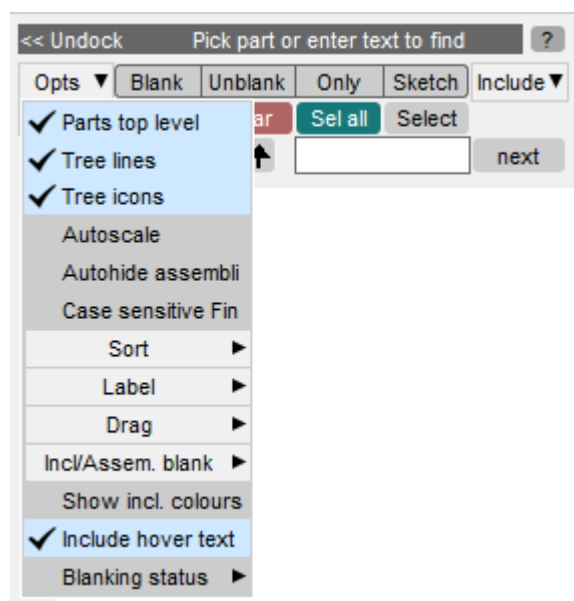 << Undock Pick part or enter text to find ?
Opts ▼ Blank Unblank Only Sketch Include▼
Parts top level ar Sel all Select
Tree lines next
Tree icons
Autoscale
Autohide assembli
Case sensitive Fin
Sort
Label
Drag
Incl/Assem. blank
Show incl. colours
Include hover text
Blanking status